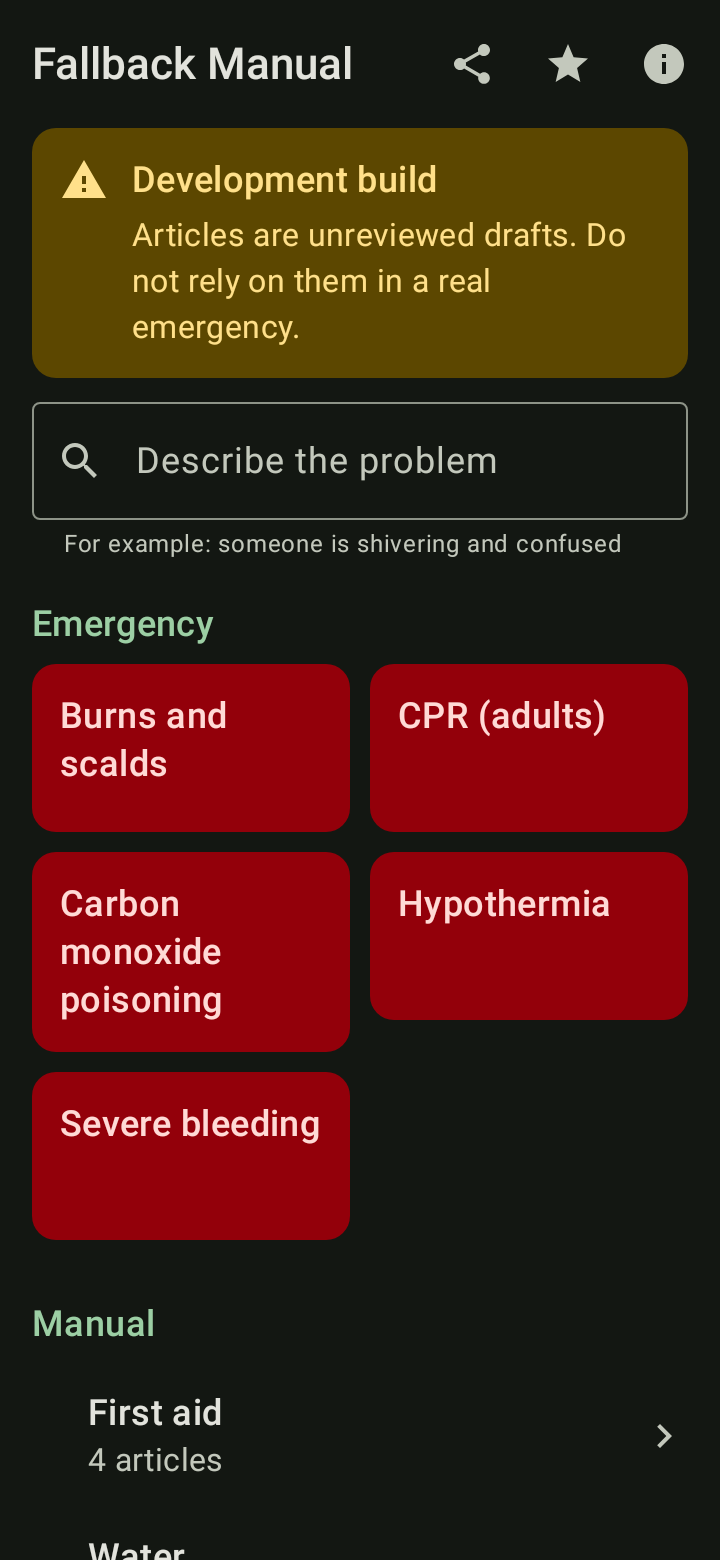 Fallback Manual
Development build
Articles are unreviewed drafts. Do
not rely on them in a real
emergency.
Describe the problem
For example: someone is shivering and confused
Emergency
Burns and
scalds
CPR (adults)
Carbon
monoxide
poisoning
Hypothermia
Severe bleeding
Manual
First aid
4 articles
Water